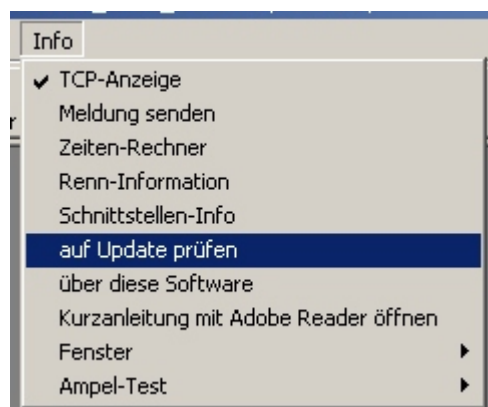 Info
TCP-Anzeige
Meldung senden
Zeiten-Rechner
Renn-Information
Schnittstellen-Info
auf Update prüfen
über diese Software
Kurzanleitung mit Adobe Reader öffnen
Fenster
Ampel-Test